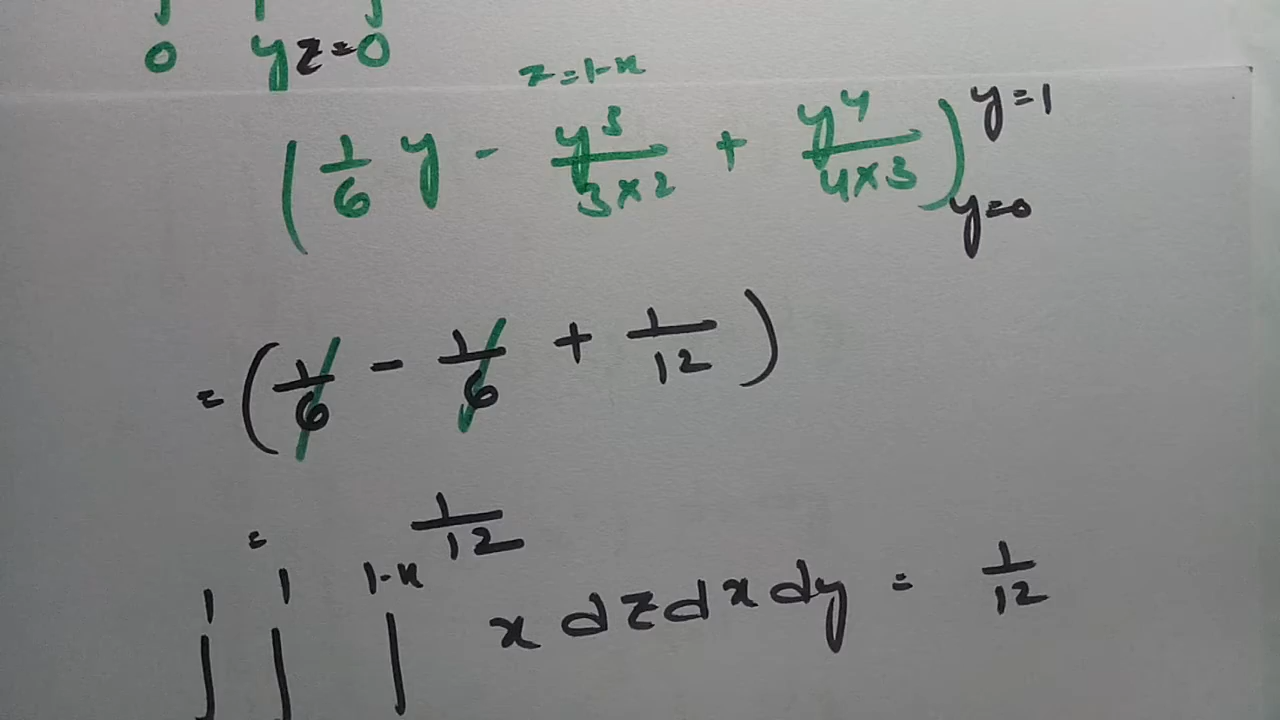 0 y z=0
z=1-x
(1/6 y - y³/3×2 + y⁴/4×3) y=1 y=0
= (1/6 - 1/6 + 1/12)
= 1/12
∫ 1 ∫ 1 ∫ 1-x x dz dx dy = 1/12